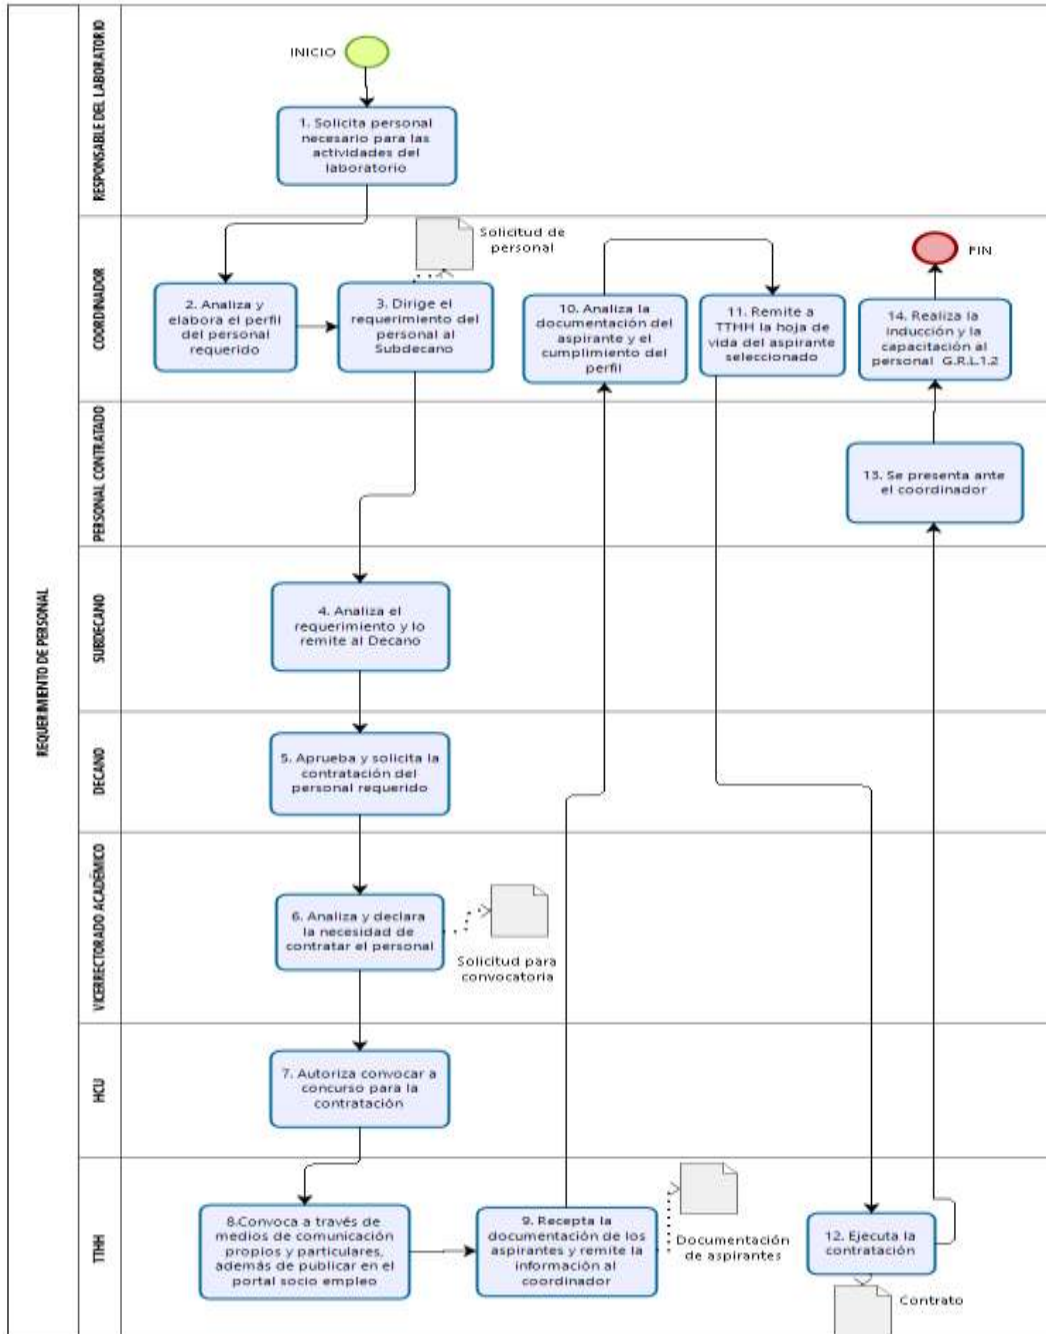 REQUERIMIENTO DE PERSONAL
RESPONSABLE DEL LABORATORIO
INICIO
1. Solicita personal
necesario para las
actividades del
laboratorio
COORDINADOR
2. Analiza y
elabora el perfil
del personal
requerido
3. Dirige el
requerimiento del
personal al
Subdecano
Solicitud de
personal
10. Analiza la
documentación del
aspirante y el
cumplimiento del
perfil
11. Remite a
TTHH la hoja de
vida del aspirante
seleccionado
FIN
14. Realiza la
inducción y la
capacitación al
personal G.R.L.1.2
PERSONAL CONTRATADO
13. Se presenta ante
el coordinador
SUBDECANO
4. Analiza el
requerimiento y lo
remite al Decano
DECANO
5. Aprueba y solicita la
contratación del
personal requerido
VICERRECTORADO ACADÉMICO
6. Analiza y declara
la necesidad de
contratar el personal
Solicitud para
convocatoria
HCU
7. Autoriza convocar a
concurso para la
contratación
TTHH
8.Convoca a través de
medios de comunicación
propios y particulares,
además de publicar en el
portal socio empleo
9. Recepta la
documentación de los
aspirantes y remite la
información al
coordinador
Documentación
de aspirantes
12. Ejecuta la
contratación
Contrato